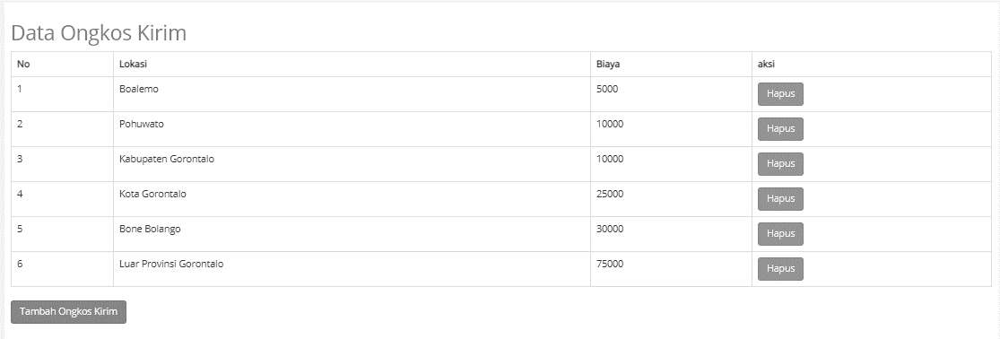 Data Ongkos Kirim
No Lokasi Biaya aksi
1 Boalemo 5000 Hapus
2 Pohuwato 10000 Hapus
3 Kabupaten Gorontalo 10000 Hapus
4 Kota Gorontalo 25000 Hapus
5 Bone Bolango 30000 Hapus
6 Luar Provinsi Gorontalo 75000 Hapus
Tambah Ongkos Kirim